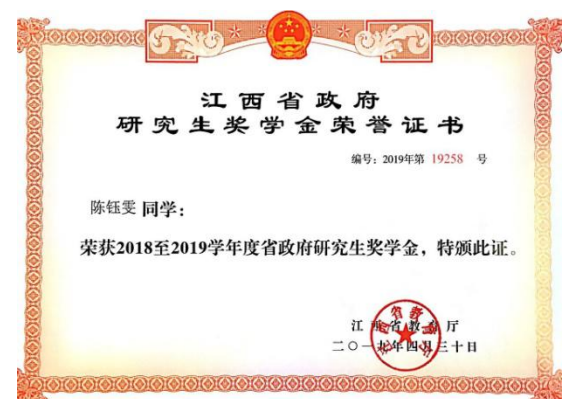 江西省政府
研究生奖学金荣誉证书
编号：2019年第 19258 号
陈钰雯 同学：
荣获2018至2019学年度省政府研究生奖学金，特颁此证。
江西省教育厅
二〇一九年四月三十日